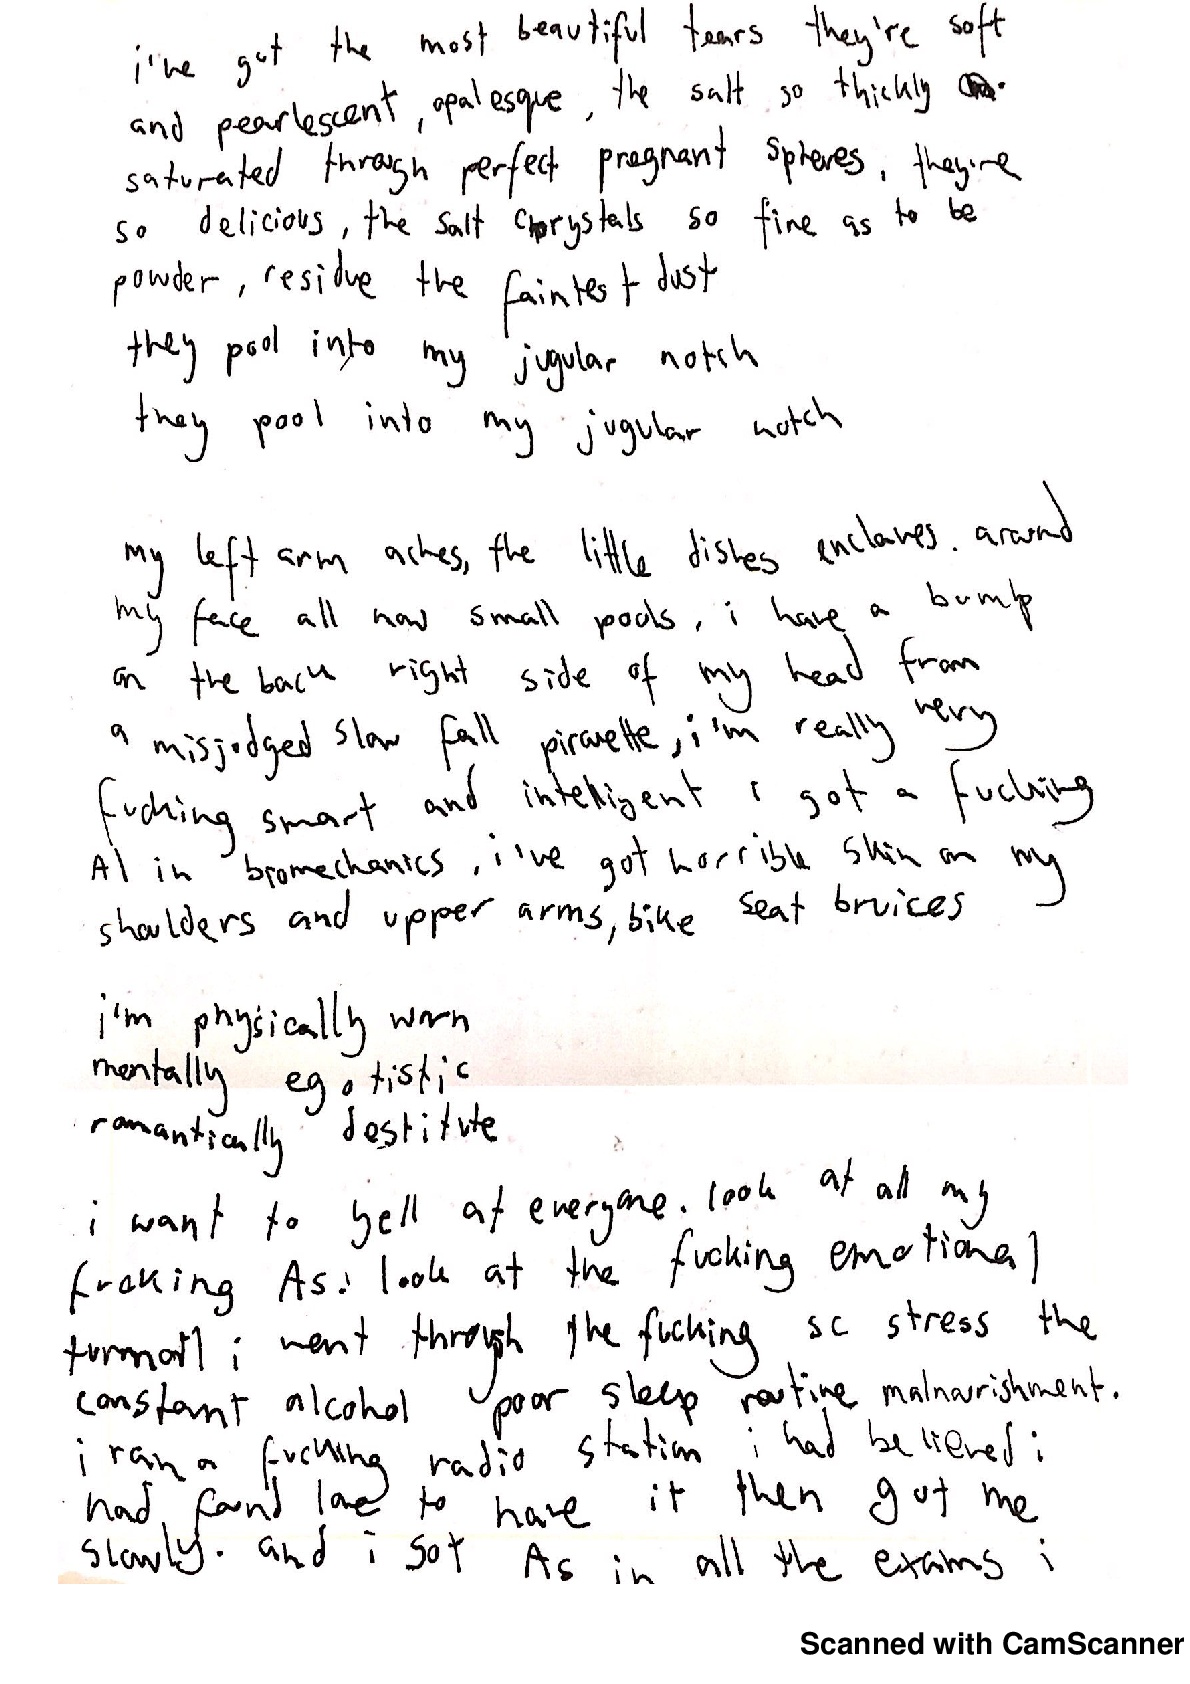 i've got the most beautiful tears they're soft
and pearlescent, opalesque, the salt so thickly
saturated through perfect pregnant spheres, they're
so delicious, the salt crystals so fine as to be
powder, residue the faintest dust
they pool into my jugular notch
they pool into my jugular notch
my left arm aches, the little dishes enclaves. around
my face all now small pools, i have a bump
on the back right side of my head from
a misjudged slow fall pirouette, i'm really very
fucking smart and intelligent i got a fucking
A1 in biomechanics, i've got horrible skin on my
shoulders and upper arms, bike seat bruices
i'm physically worn
mentally egotistic
romantically destitute
i want to yell at everyone. look at all my
fucking As! look at the fucking emotional
turmoil i went through the fucking sc stress the
constant alcohol poor sleep routine malnourishment.
i ran a fucking radio station i had believed i
had found love to have it then gut me
slowly. and i got As in all the exams i
Scanned with CamScanner